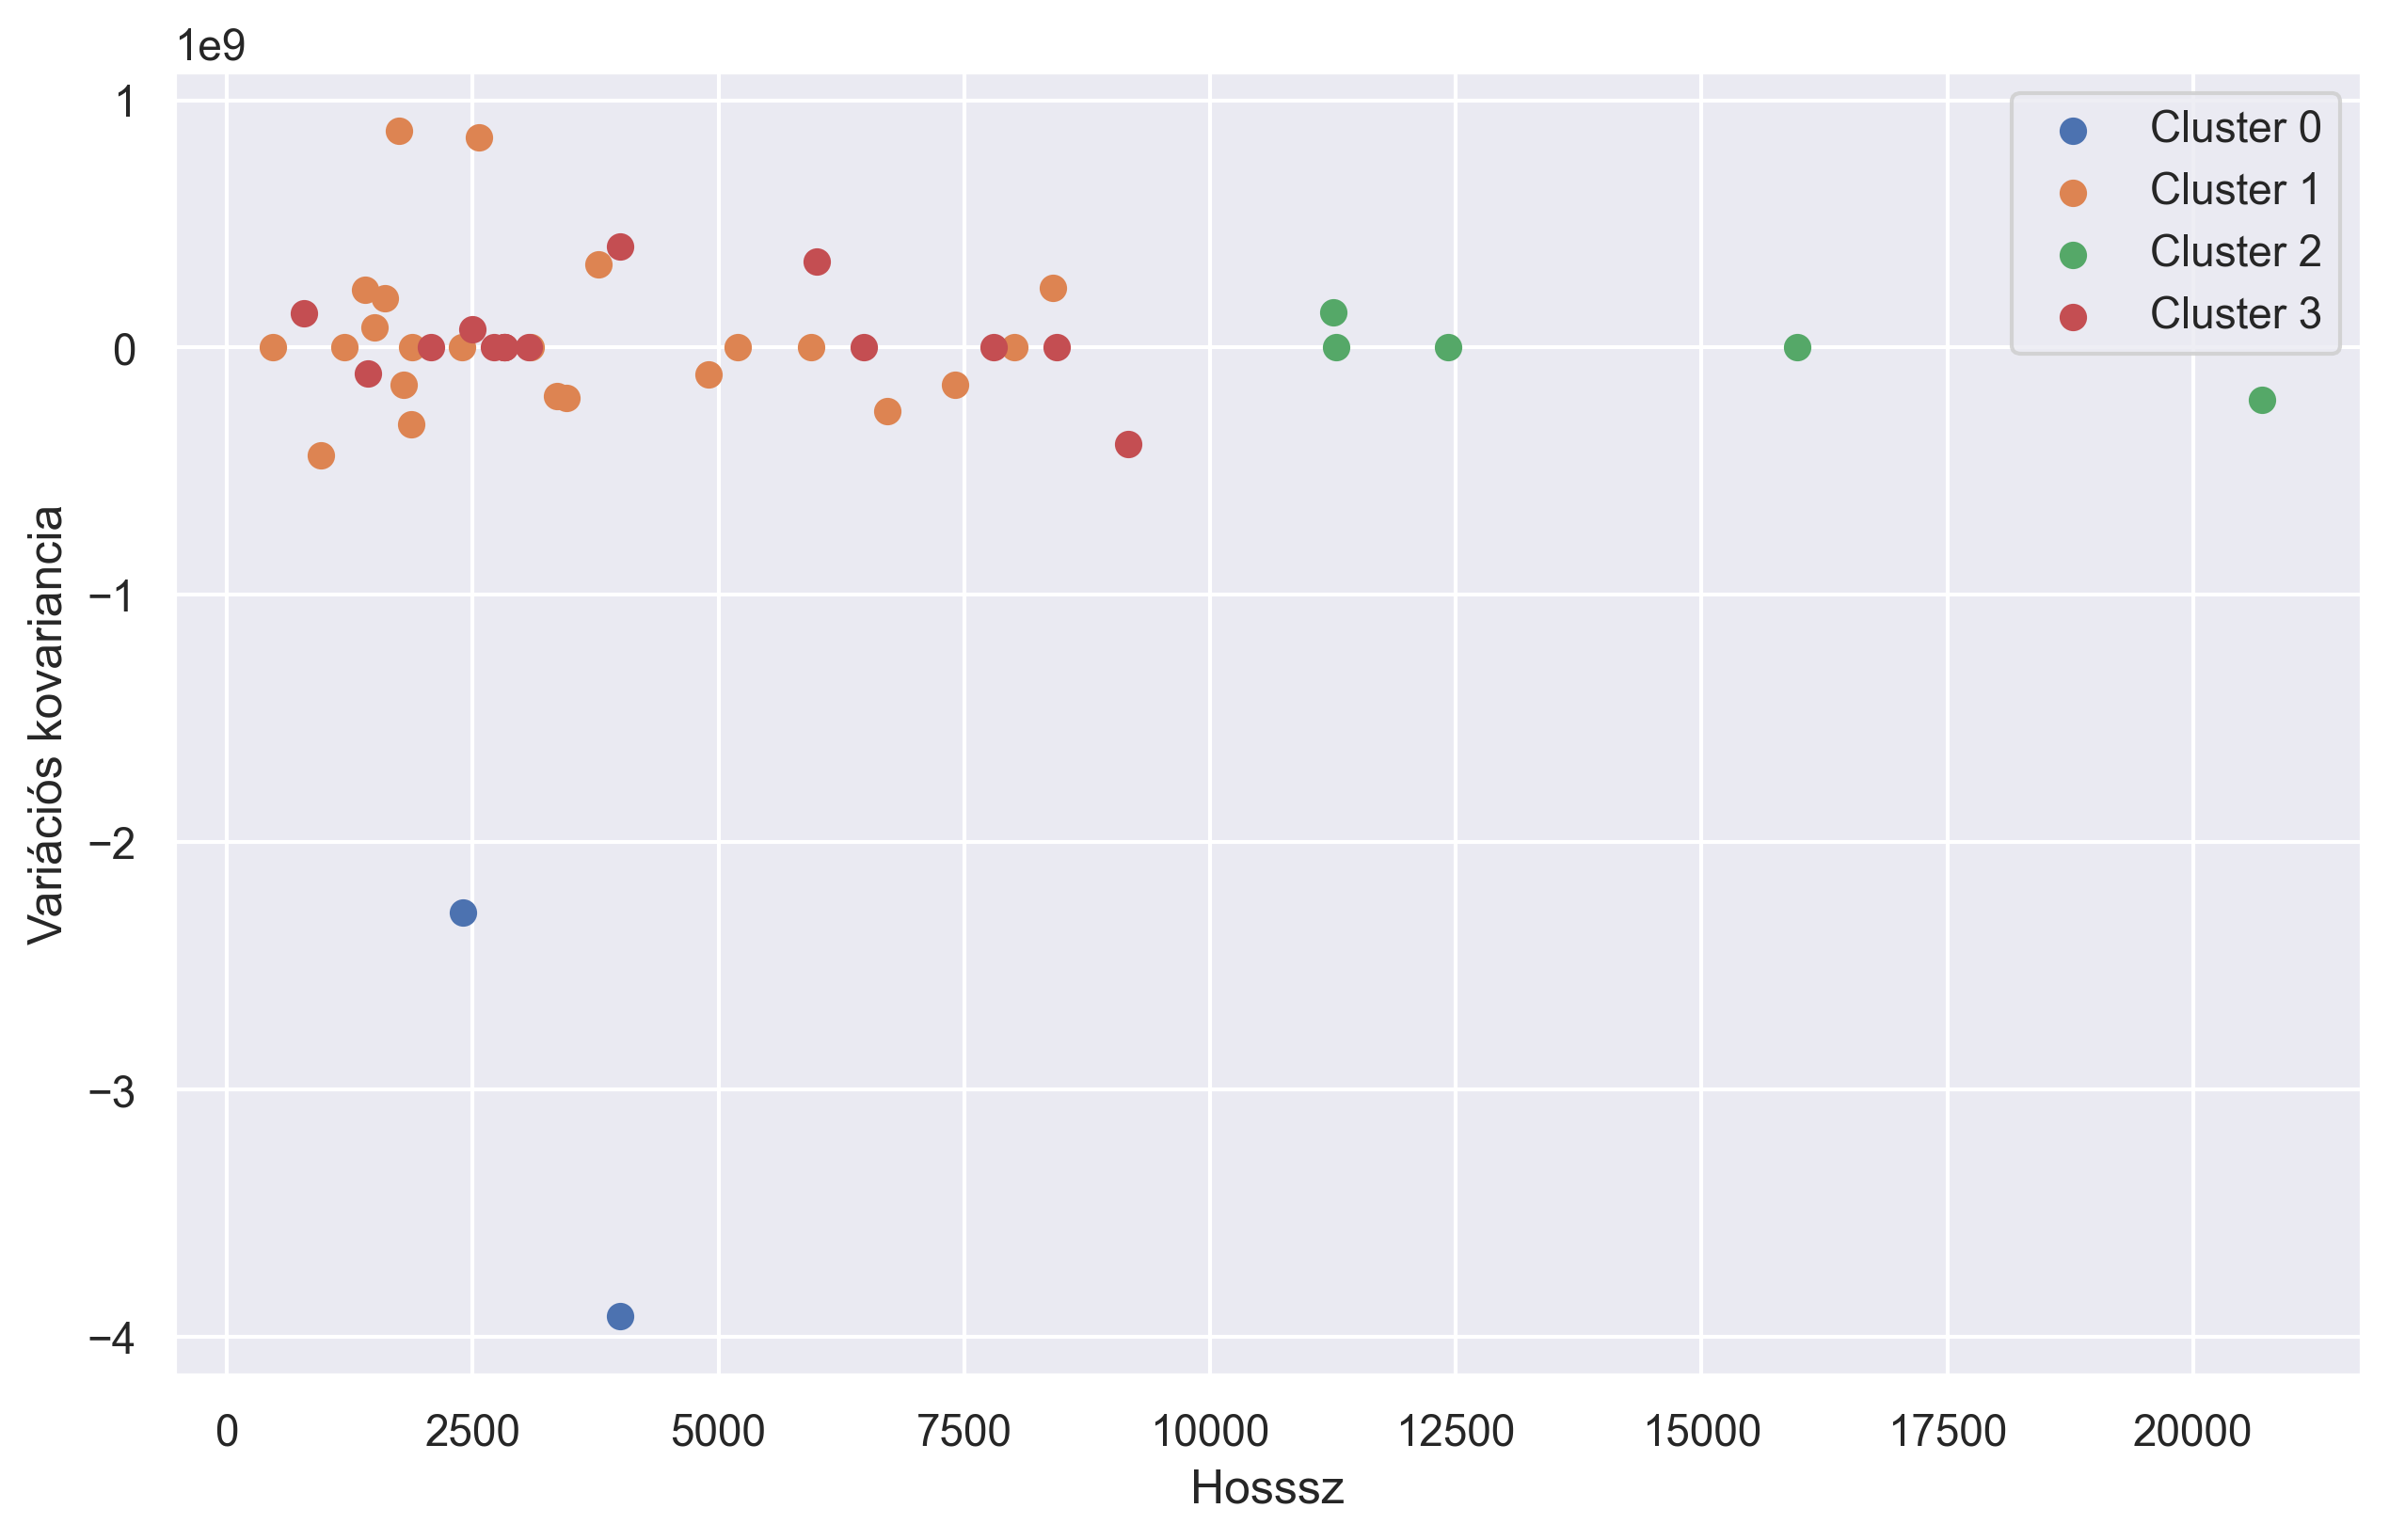 1e9
1
0
−1
−2
−3
−4
Variációs kovariancia
Cluster 0
Cluster 1
Cluster 2
Cluster 3
0 2500 5000 7500 10000 12500 15000 17500 20000
Hosssz